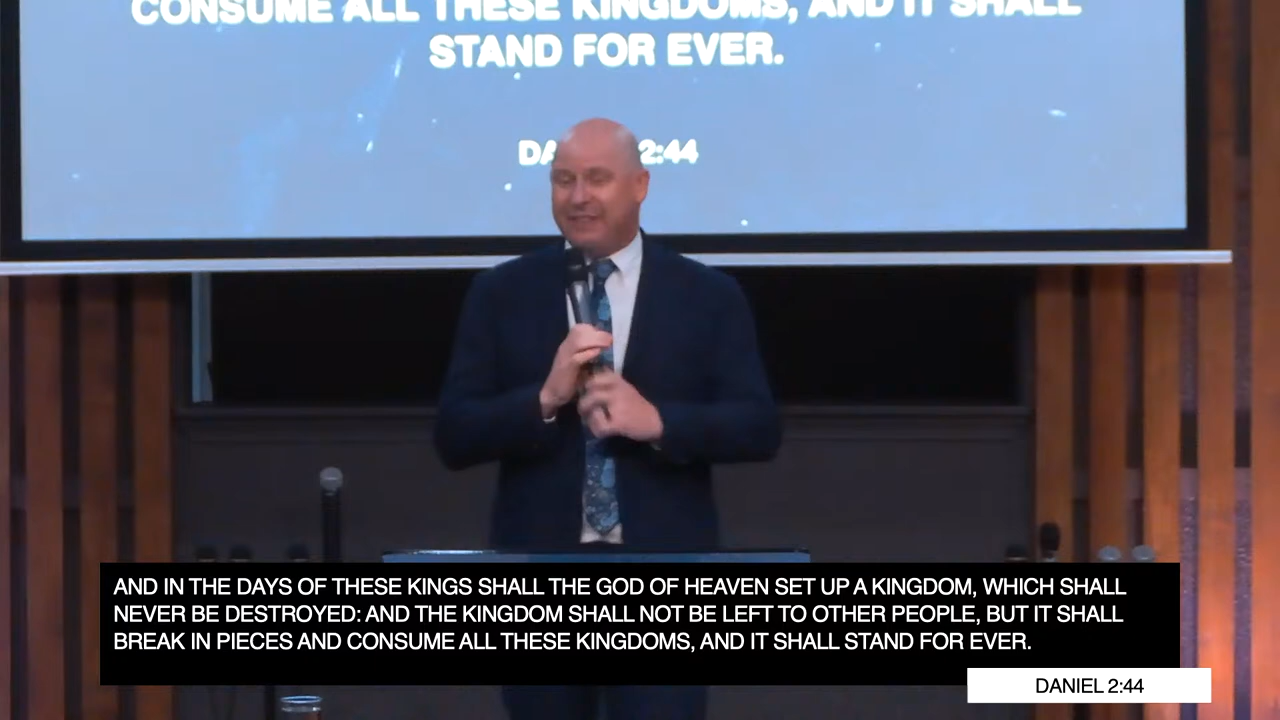 CONSUME ALL THESE KINGDOMS, AND IT SHALL
STAND FOR EVER.
2:44
AND IN THE DAYS OF THESE KINGS SHALL THE GOD OF HEAVEN SET UP A KINGDOM, WHICH SHALL
NEVER BE DESTROYED: AND THE KINGDOM SHALL NOT BE LEFT TO OTHER PEOPLE, BUT IT SHALL
BREAK IN PIECES AND CONSUME ALL THESE KINGDOMS, AND IT SHALL STAND FOR EVER.
DANIEL 2:44